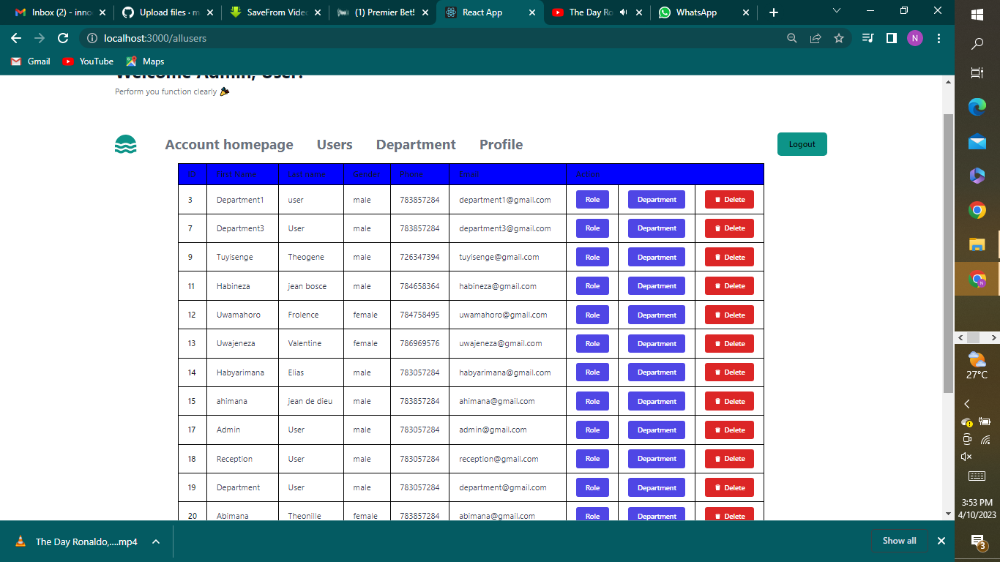 Inbox (2) - inno
Upload files · m
SaveFrom Video
(1) Premier Bet!
React App
The Day Ro
WhatsApp
localhost:3000/allusers
N
Gmail
YouTube
Maps
Welcome Admin, User!
Perform you function clearly
Account homepage Users Department Profile Logout
ID First Name Last name Gender Phone Email Action
3 Department1 user male 783857284 department1@gmail.com Role Department Delete
7 Department3 User male 783857284 department3@gmail.com Role Department Delete
9 Tuyisenge Theogene male 726347394 tuyisenge@gmail.com Role Department Delete
11 Habineza jean bosce male 784658364 habineza@gmail.com Role Department Delete
12 Uwamahoro Frolence female 784758495 uwamahoro@gmail.com Role Department Delete
13 Uwajeneza Valentine female 786969576 uwajeneza@gmail.com Role Department Delete
14 Habyarimana Elias male 783057284 habyarimana@gmail.com Role Department Delete
15 ahimana jean de dieu male 783857284 ahimana@gmail.com Role Department Delete
17 Admin User male 783057284 admin@gmail.com Role Department Delete
18 Reception User male 783057284 reception@gmail.com Role Department Delete
19 Department User male 783057284 department@gmail.com Role Department Delete
20 Abimana Theonille female 783857284 abimana@gmail.com Role Department Delete
The Day Ronaldo,....mp4
Show all
27°C
3:53 PM
4/10/2023
3